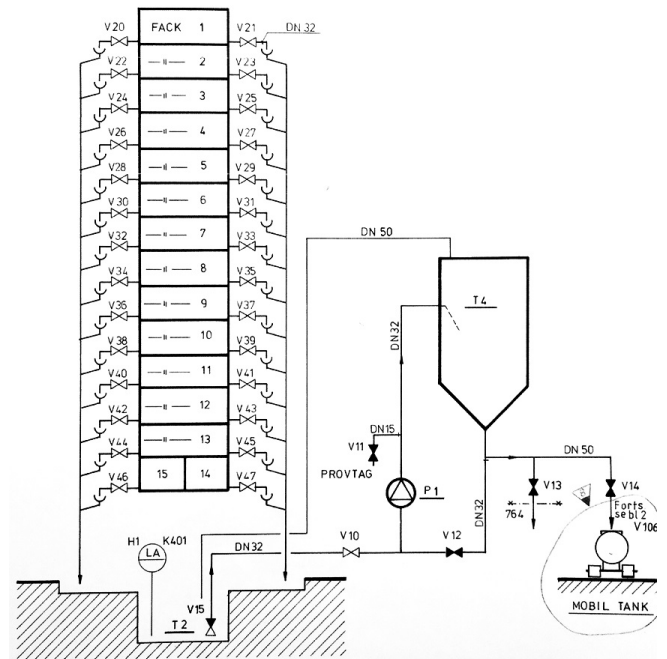 V20 FACK 1 V21 DN 32
V22 –〃– 2 V23
V24 –〃– 3 V25
V26 –〃– 4 V27
V28 –〃– 5 V29
V30 –〃– 6 V31
V32 –〃– 7 V33
V34 –〃– 8 V35
V36 –〃– 9 V37
V38 –〃– 10 V39
V40 –〃– 11 V41
V42 –〃– 12 V43
V44 –〃– 13 V45
V46 15 14 V47
DN 50
T4
DN32
DN15
V11
PROVTAG
P1
DN 50
V13
V14
764
B
Forts
se bl 2
V106
MOBIL TANK
DN32
V10
V12
DN32
H1 K401
LA
V15
T2